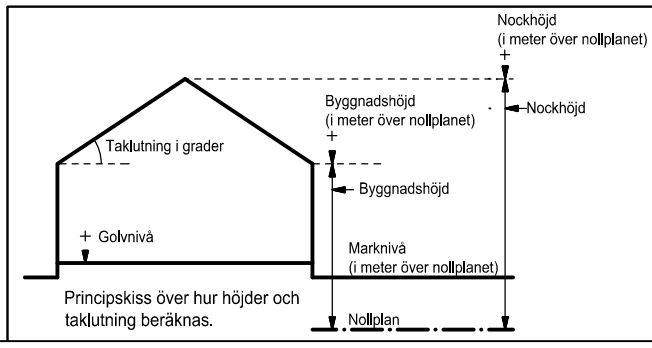 Nockhöjd
(i meter över nollplanet)
+
Byggnadshöjd
(i meter över nollplanet)
+
Nockhöjd
Taklutning i grader
Byggnadshöjd
+ Golvnivå
Marknivå
(i meter över nollplanet)
Principskiss över hur höjder och
taklutning beräknas.
Nollplan